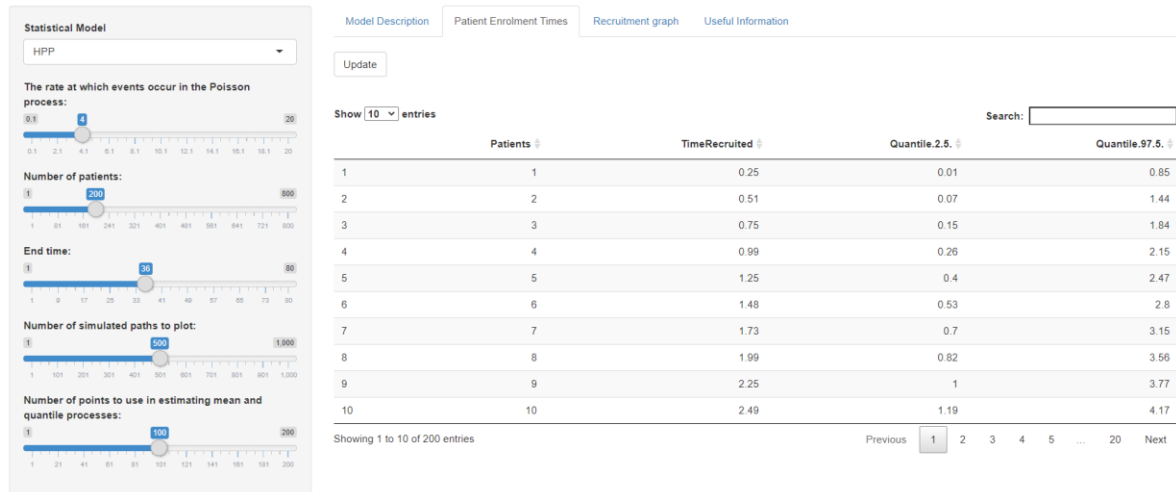 Statistical Model
HPP
The rate at which events occur in the Poisson
process:
0.1 4 20
0.1 2.1 4.1 6.1 8.1 10.1 12.1 14.1 16.1 18.1 20
Number of patients:
1 200 800
1 81 161 241 321 401 481 561 641 721 800
End time:
1 36 80
1 9 17 25 33 41 49 57 65 73 80
Number of simulated paths to plot:
1 500 1,000
1 101 201 301 401 501 601 701 801 901 1,000
Number of points to use in estimating mean and
quantile processes:
1 100 200
1 21 41 61 81 101 121 141 161 181 200
Model Description Patient Enrolment Times Recruitment graph Useful Information
Update
Show 10 entries Search:
Patients TimeRecruited Quantile.2.5. Quantile.97.5.
1 1 0.25 0.01 0.85
2 2 0.51 0.07 1.44
3 3 0.75 0.15 1.84
4 4 0.99 0.26 2.15
5 5 1.25 0.4 2.47
6 6 1.48 0.53 2.8
7 7 1.73 0.7 3.15
8 8 1.99 0.82 3.56
9 9 2.25 1 3.77
10 10 2.49 1.19 4.17
Showing 1 to 10 of 200 entries Previous 1 2 3 4 5 ... 20 Next